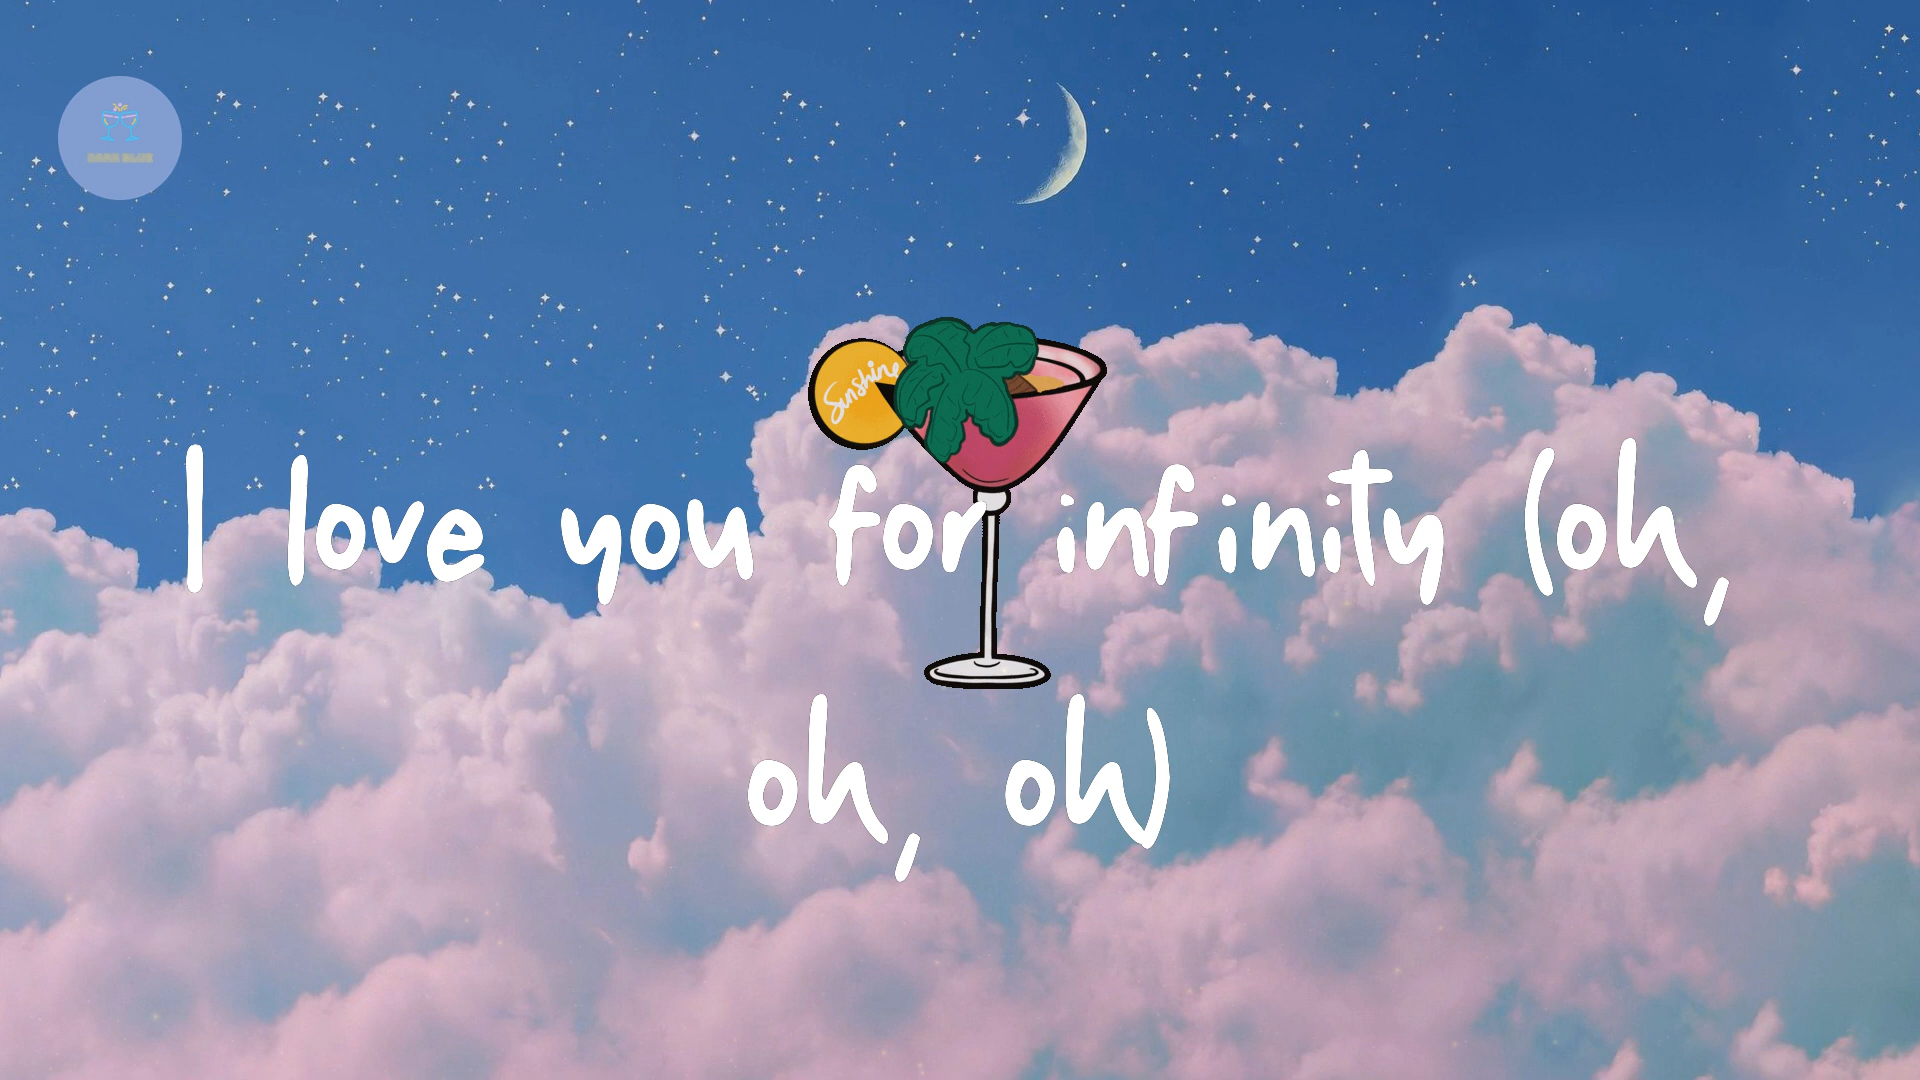 Sunshine
I love you for infinity (oh,
oh, oh)